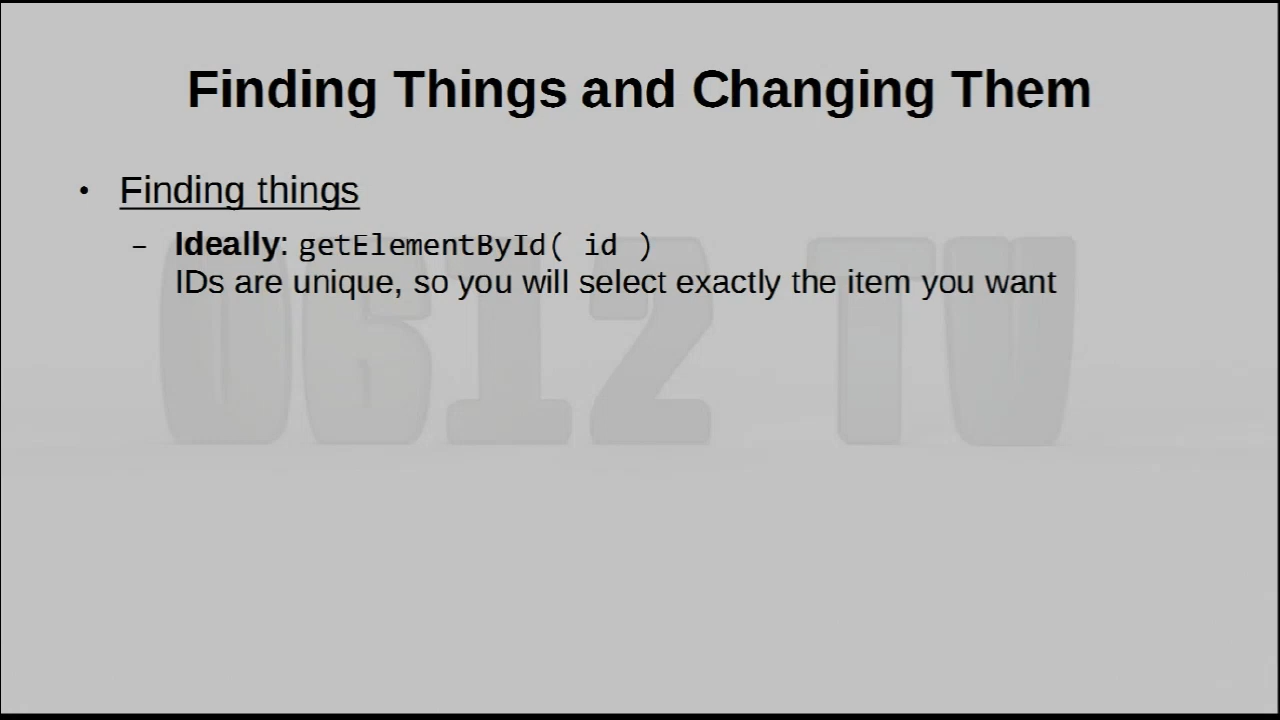 Finding Things and Changing Them
• Finding things
– Ideally: getElementById( id )
IDs are unique, so you will select exactly the item you want
0612 TV